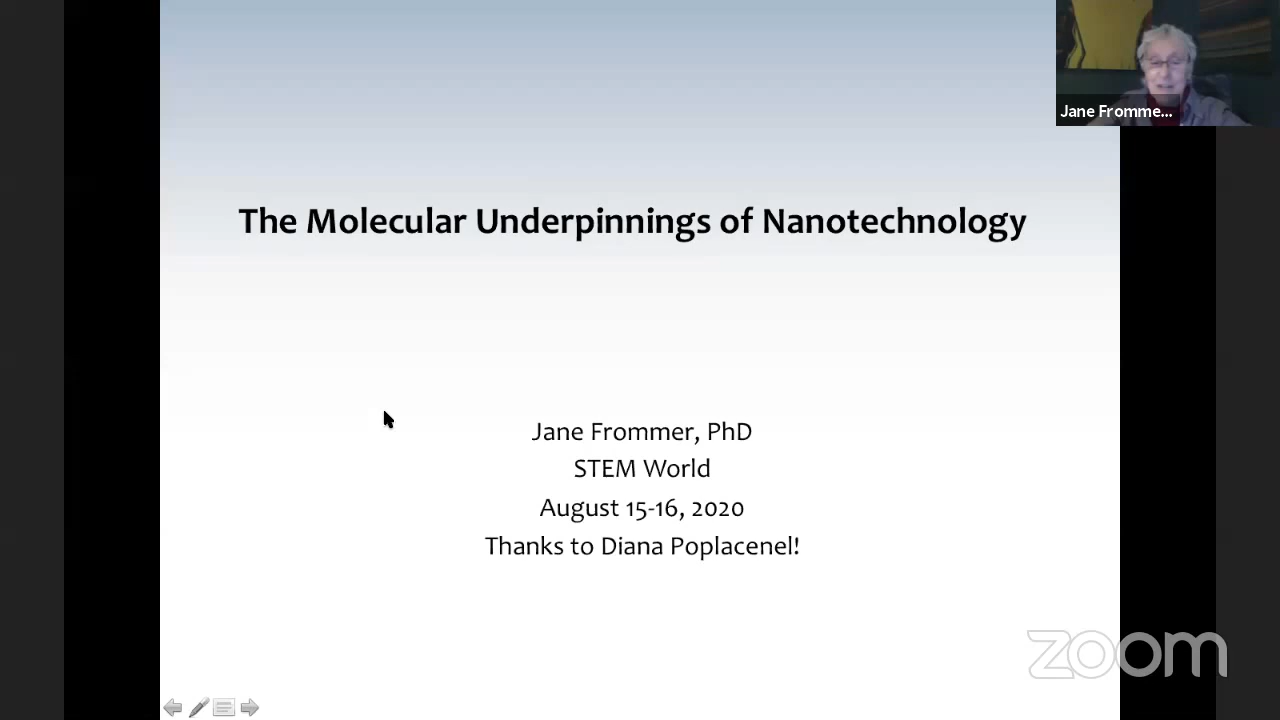 Jane Fromme...
The Molecular Underpinnings of Nanotechnology
Jane Frommer, PhD
STEM World
August 15-16, 2020
Thanks to Diana Poplacenel!
zoom